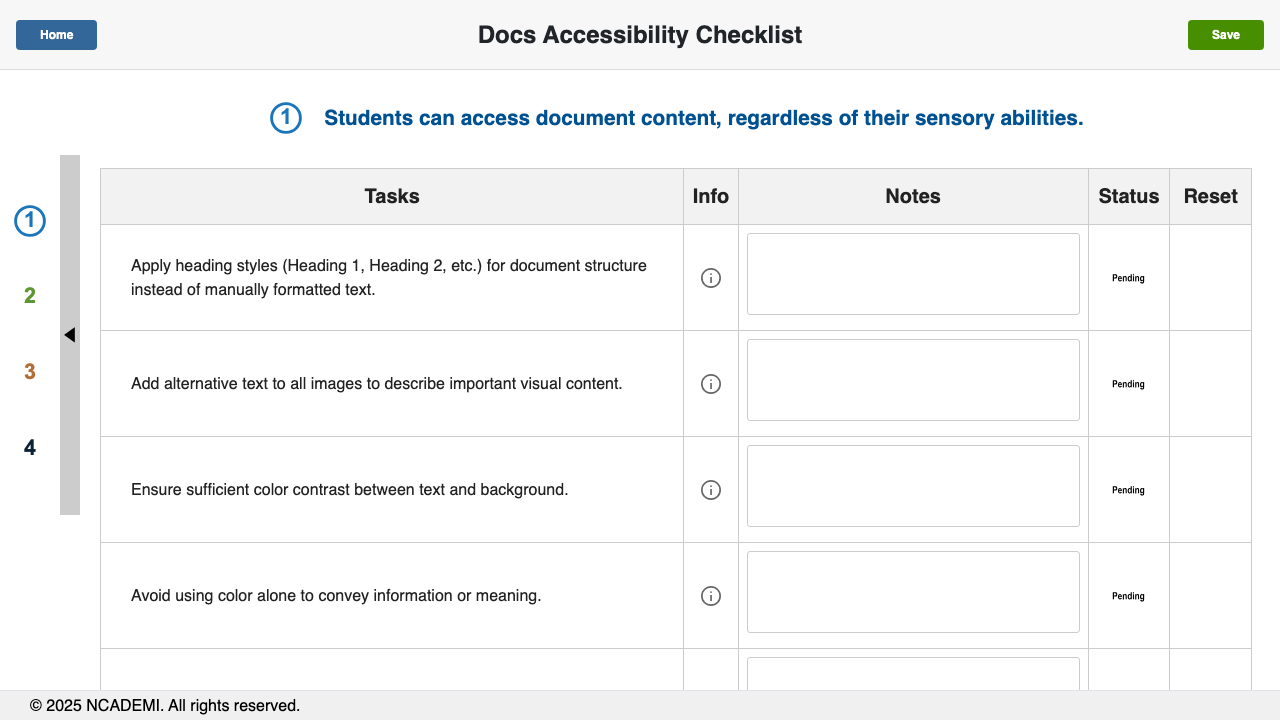 Home
Docs Accessibility Checklist
Save
1
Students can access document content, regardless of their sensory abilities.
1
2
3
4
Tasks
Info
Notes
Status
Reset
Apply heading styles (Heading 1, Heading 2, etc.) for document structure
instead of manually formatted text.
i
Pending
Add alternative text to all images to describe important visual content.
i
Pending
Ensure sufficient color contrast between text and background.
i
Pending
Avoid using color alone to convey information or meaning.
i
Pending
© 2025 NCADEMI. All rights reserved.